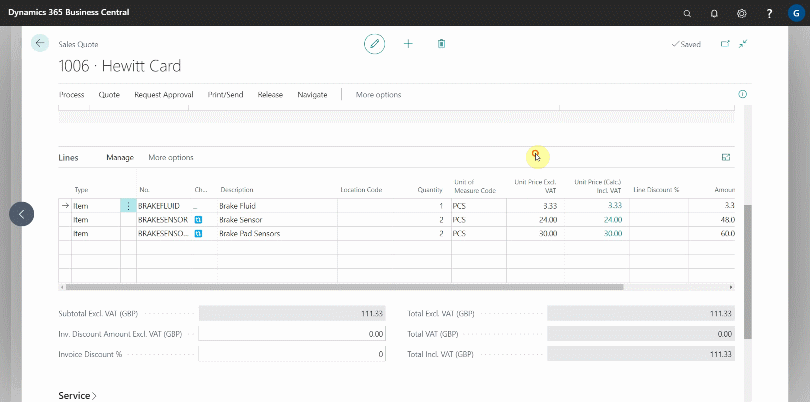 Dynamics 365 Business Central
?
G
Sales Quote
Saved
1006 · Hewitt Card
Process Quote Request Approval Print/Send Release Navigate More options
Lines Manage More options
Type No. Ch... Description Location Code Quantity Unit of Measure Code Unit Price Excl. VAT Unit Price (Calc.) Incl. VAT Line Discount % Amoun
Item BRAKEFLUID ... Brake Fluid 1 PCS 3.33 3.33 3.3
Item BRAKESENSOR Brake Sensor 2 PCS 24.00 24.00 48.0
Item BRAKESENSO... Brake Pad Sensors 2 PCS 30.00 30.00 60.0
Subtotal Excl. VAT (GBP) 111.33 Total Excl. VAT (GBP) 111.33
Inv. Discount Amount Excl. VAT (GBP) 0.00 Total VAT (GBP) 0.00
Invoice Discount % 0 Total Incl. VAT (GBP) 111.33
Service